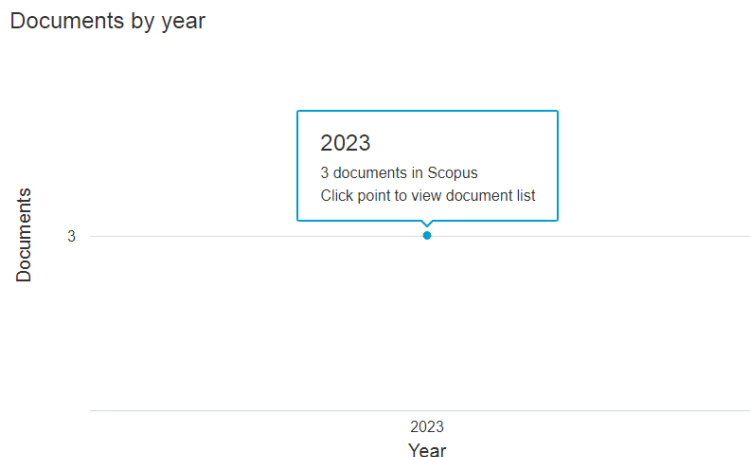 Documents by year
2023
3 documents in Scopus
Click point to view document list
Documents
3
2023
Year